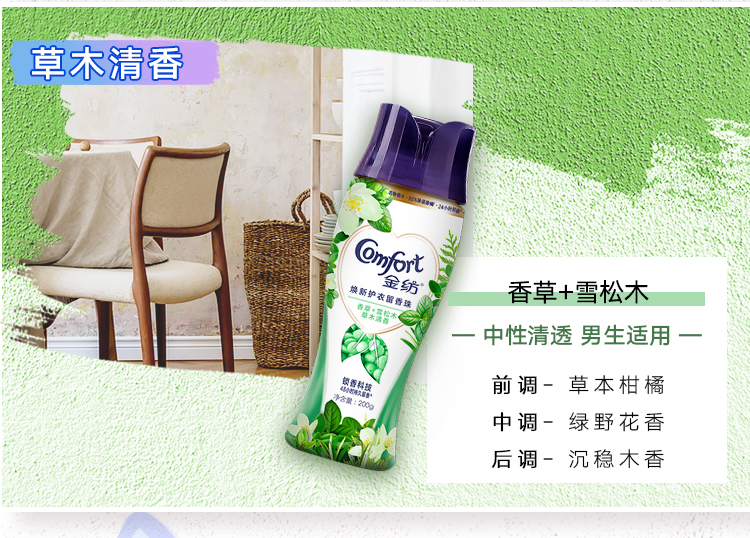 草木清香
Comfort
金纺®
焕新护衣留香珠
香草+雪松木
草木清香
锁香科技
净含量：200g
香草+雪松木
— 中性清透 男生适用 —
前调- 草本柑橘
中调- 绿野花香
后调- 沉稳木香